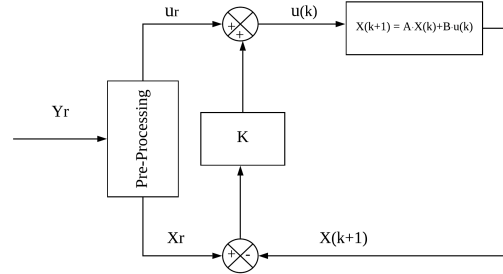 ur
u(k)
X(k+1) = A·X(k)+B·u(k)
+
+
Yr
Pre-Processing
K
Xr
+
-
X(k+1)